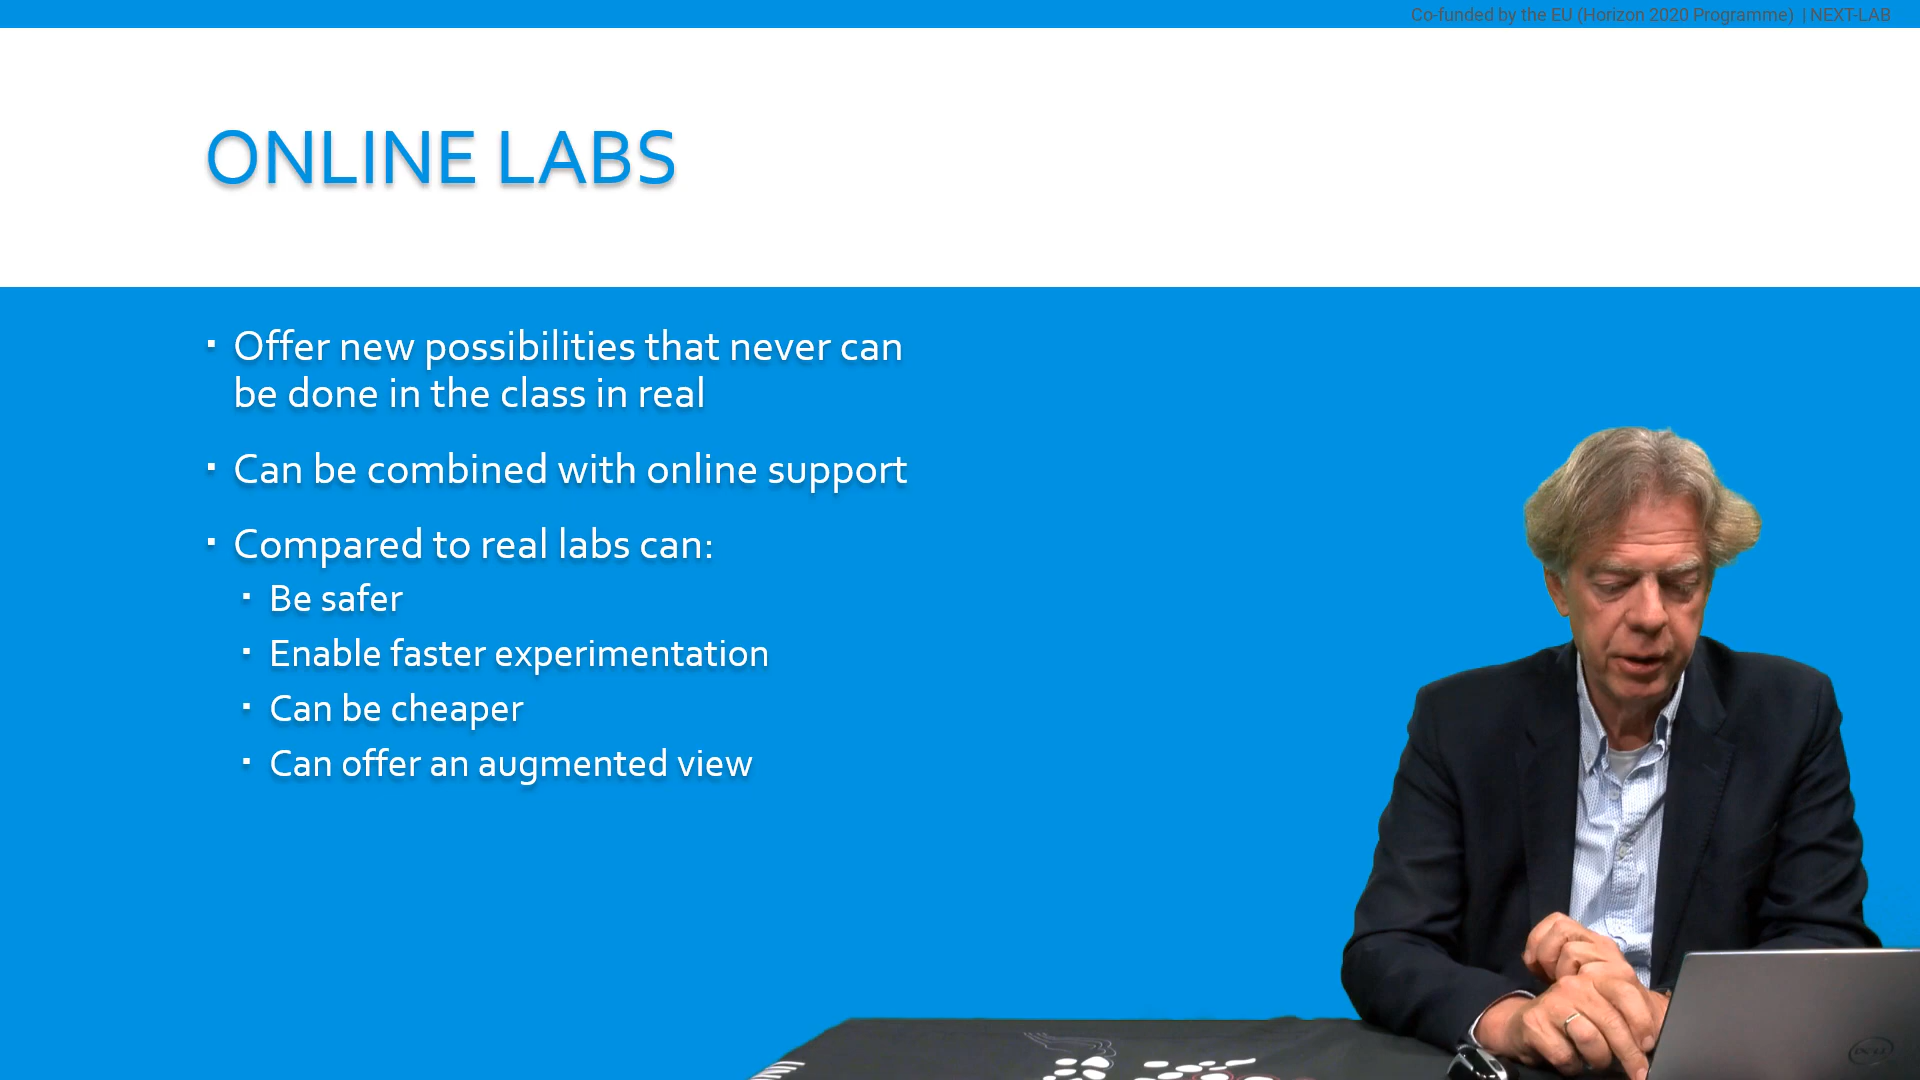 Co-funded by the EU (Horizon 2020 Programme) | NEXT-LAB
ONLINE LABS
▪ Offer new possibilities that never can
be done in the class in real
▪ Can be combined with online support
▪ Compared to real labs can:
▪ Be safer
▪ Enable faster experimentation
▪ Can be cheaper
▪ Can offer an augmented view